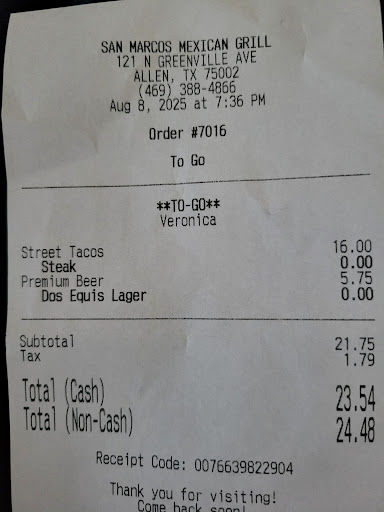 SAN MARCOS MEXICAN GRILL
121 N GREENVILLE AVE
ALLEN, TX 75002
(469) 388-4866
Aug 8, 2025 at 7:36 PM
Order #7016
To Go
**TO-GO**
Veronica
Street Tacos 16.00
Steak 0.00
Premium Beer 5.75
Dos Equis Lager 0.00
Subtotal 21.75
Tax 1.79
Total (Cash) 23.54
Total (Non-Cash) 24.48
Receipt Code: 0076639822904
Thank you for visiting!
Come back soon!